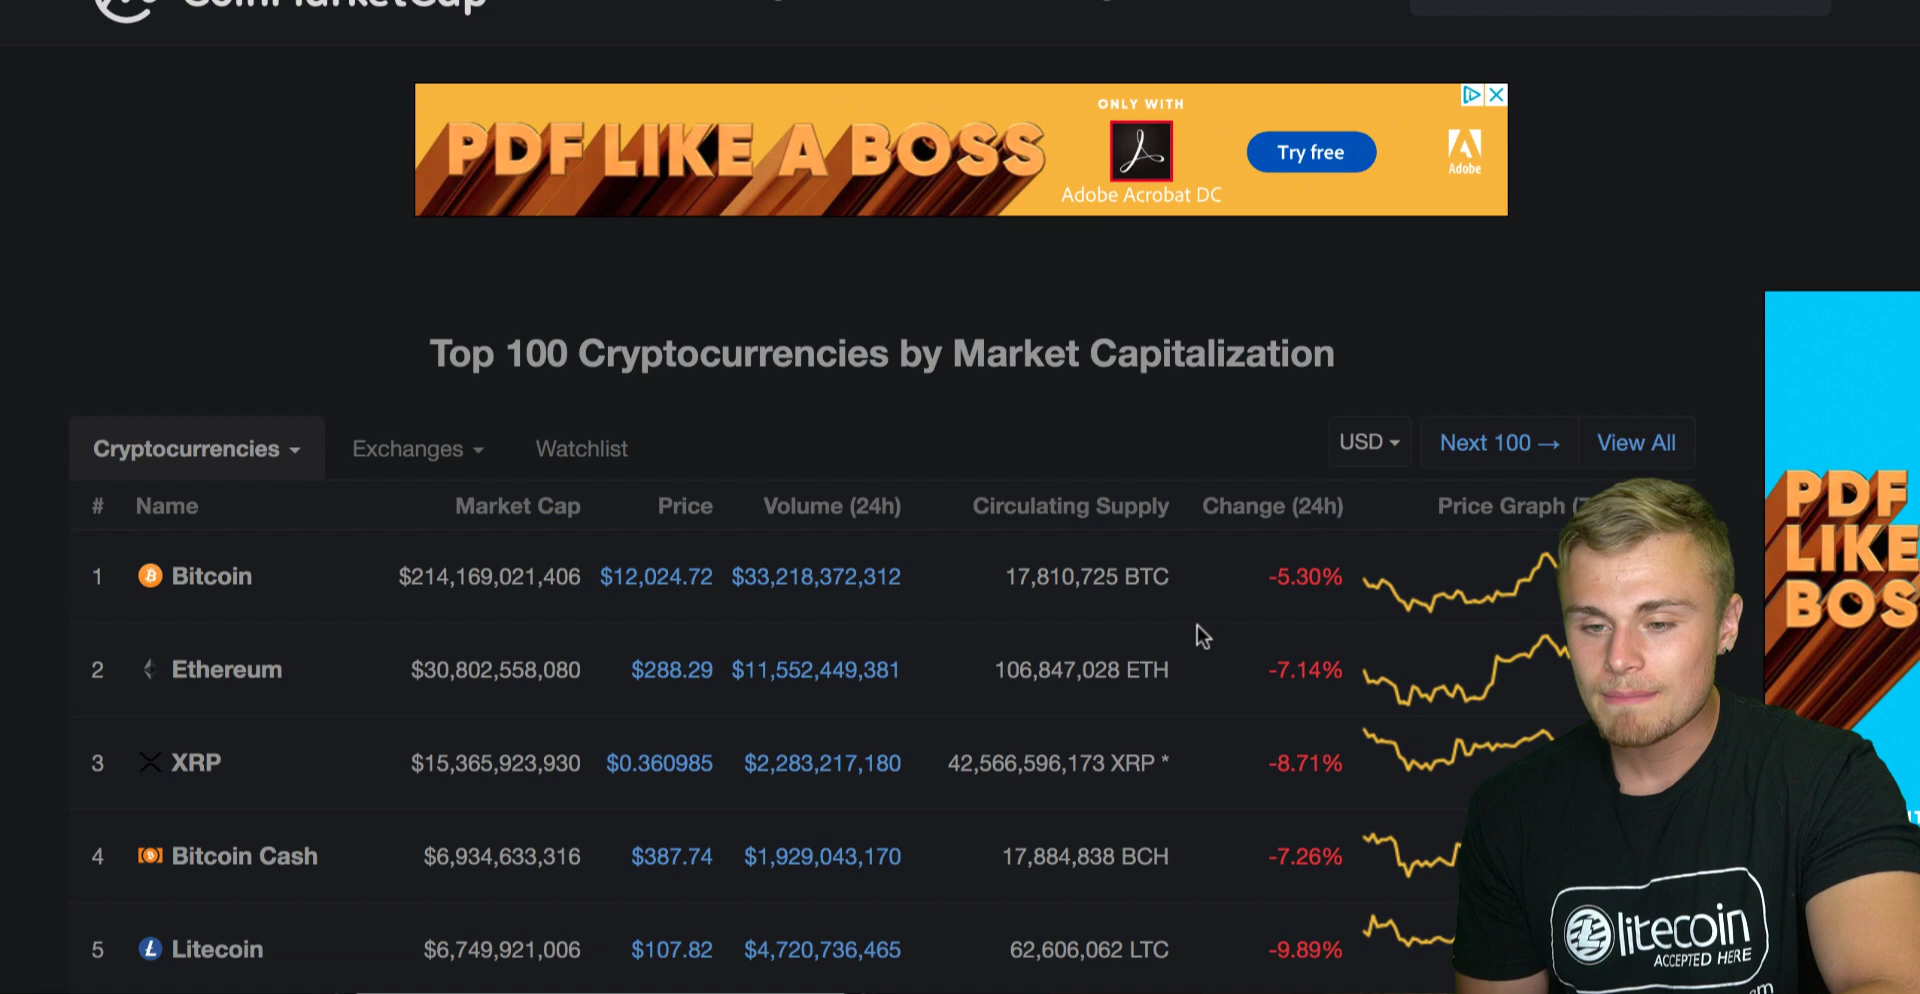 CoinMarketCap
ONLY WITH
PDF LIKE A BOSS
Try free
Adobe
Adobe Acrobat DC
Top 100 Cryptocurrencies by Market Capitalization
Cryptocurrencies Exchanges Watchlist USD Next 100 → View All
# Name Market Cap Price Volume (24h) Circulating Supply Change (24h) Price Graph
PDF
LIKE
BOS
1 Bitcoin $214,169,021,406 $12,024.72 $33,218,372,312 17,810,725 BTC -5.30%
2 Ethereum $30,802,558,080 $288.29 $11,552,449,381 106,847,028 ETH -7.14%
3 XRP $15,365,923,930 $0.360985 $2,283,217,180 42,566,596,173 XRP * -8.71%
4 Bitcoin Cash $6,934,633,316 $387.74 $1,929,043,170 17,884,838 BCH -7.26%
5 Litecoin $6,749,921,006 $107.82 $4,720,736,465 62,606,062 LTC -9.89%
litecoin
ACCEPTED HERE